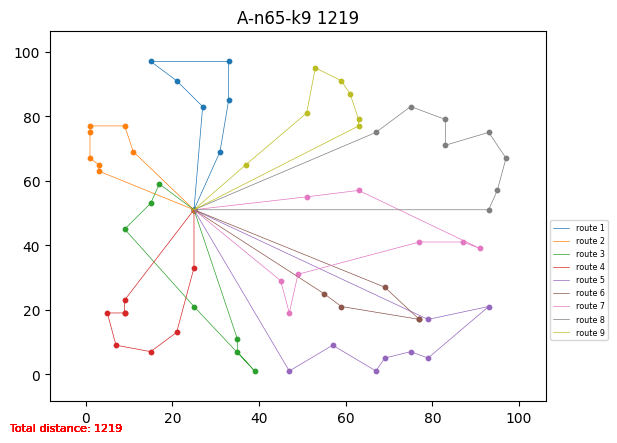 A-n65-k9 1219
100
80
60
40
20
0
0 20 40 60 80 100
route 1
route 2
route 3
route 4
route 5
route 6
route 7
route 8
route 9
Total distance: 1219